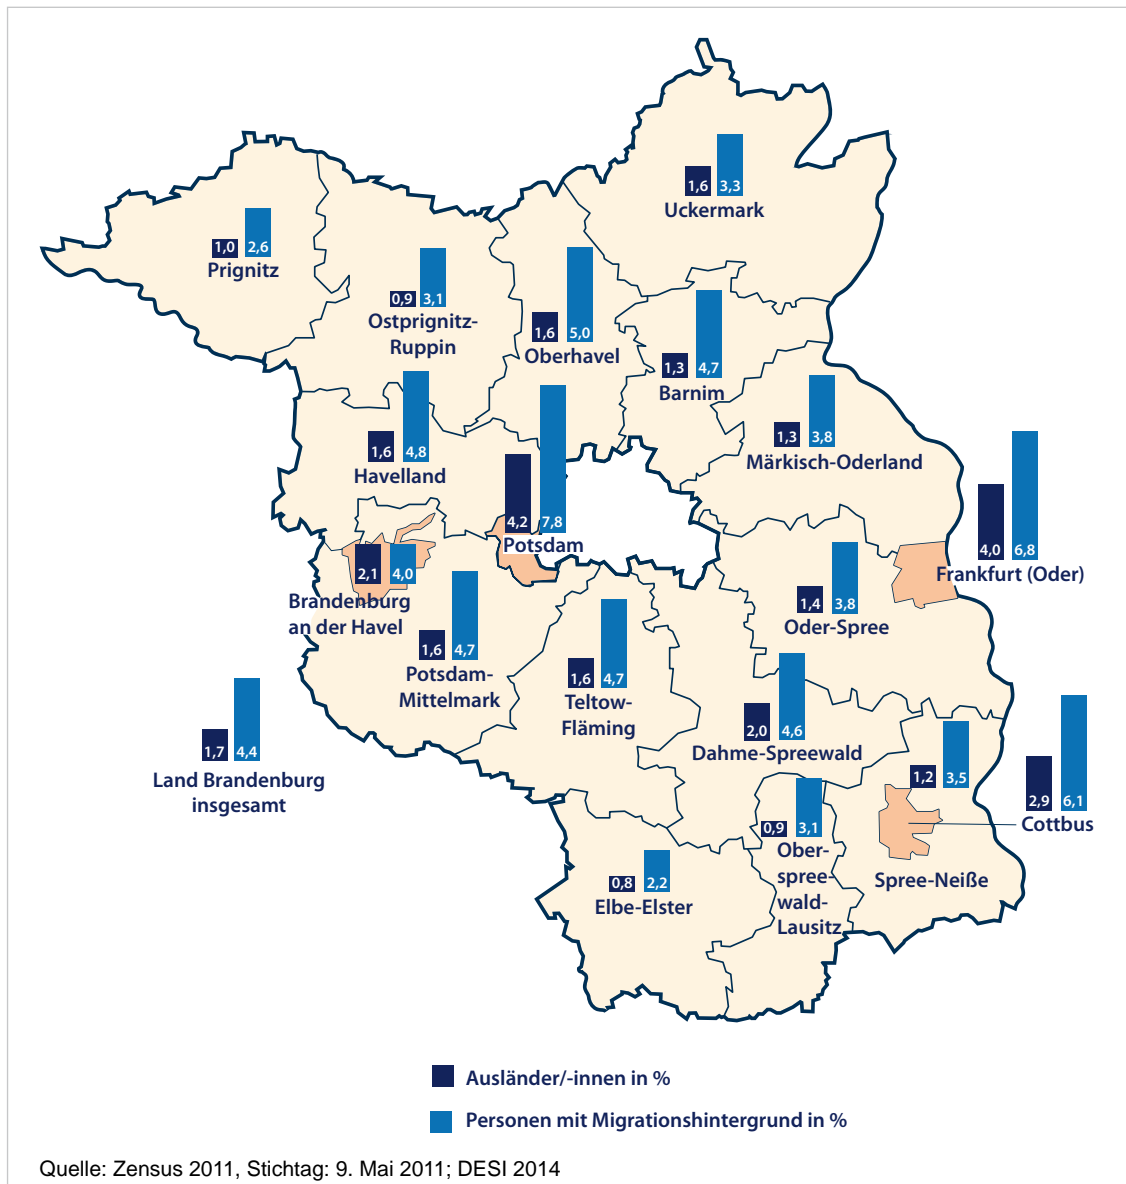 1,6 3,3
Uckermark
1,0 2,6
Prignitz
0,9 3,1
Ostprignitz-
Ruppin
1,6 5,0
Oberhavel
1,3 4,7
Barnim
1,3 3,8
Märkisch-Oderland
1,6 4,8
Havelland
4,2 7,8
Potsdam
4,0 6,8
Frankfurt (Oder)
2,1 4,0
Brandenburg
an der Havel
1,4 3,8
Oder-Spree
1,6 4,7
Potsdam-
Mittelmark
1,6 4,7
Teltow-
Fläming
2,0 4,6
Dahme-Spreewald
1,7 4,4
Land Brandenburg
insgesamt
1,2 3,5
Spree-Neiße
2,9 6,1
Cottbus
0,9 3,1
Ober-
spree-
wald-
Lausitz
0,8 2,2
Elbe-Elster
Ausländer/-innen in %
Personen mit Migrationshintergrund in %
Quelle: Zensus 2011, Stichtag: 9. Mai 2011; DESI 2014